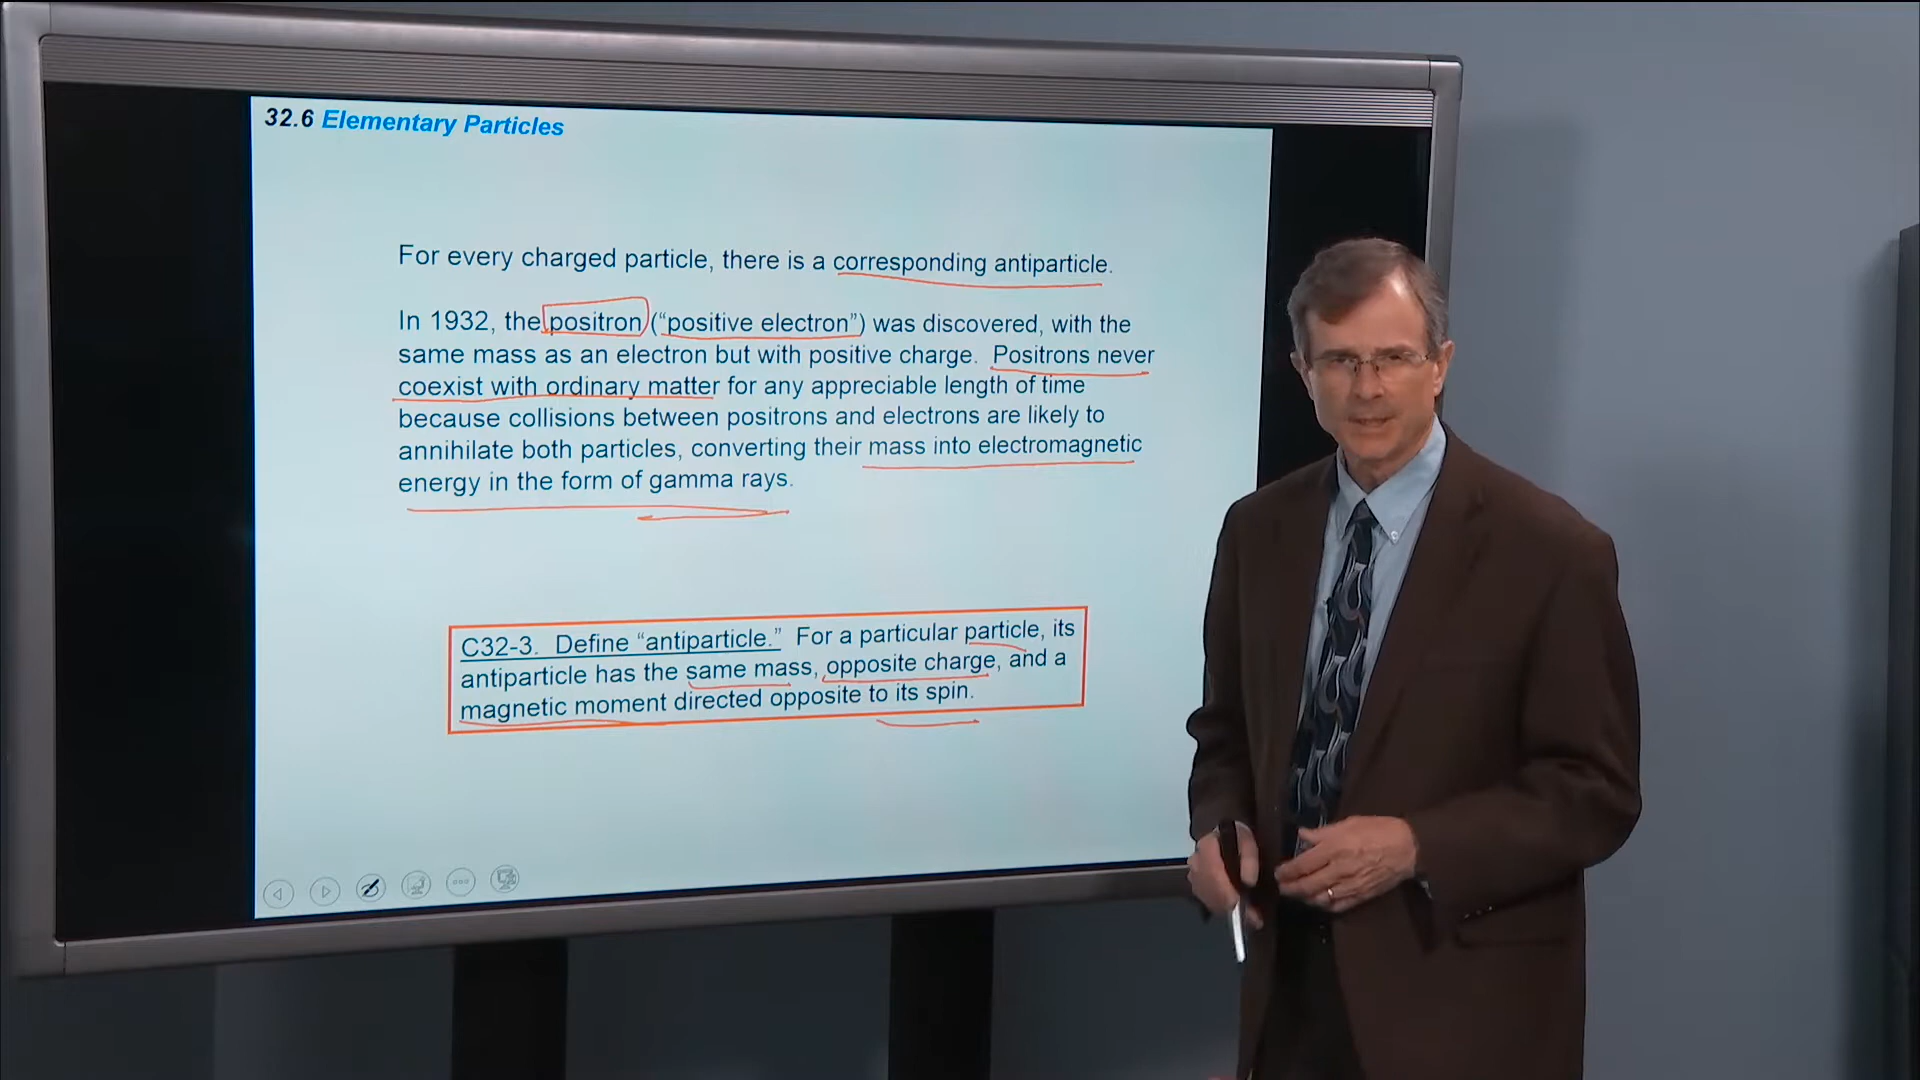 32.6 Elementary Particles
For every charged particle, there is a corresponding antiparticle.
In 1932, the positron (“positive electron”) was discovered, with the
same mass as an electron but with positive charge. Positrons never
coexist with ordinary matter for any appreciable length of time
because collisions between positrons and electrons are likely to
annihilate both particles, converting their mass into electromagnetic
energy in the form of gamma rays.
C32-3. Define “antiparticle.” For a particular particle, its
antiparticle has the same mass, opposite charge, and a
magnetic moment directed opposite to its spin.